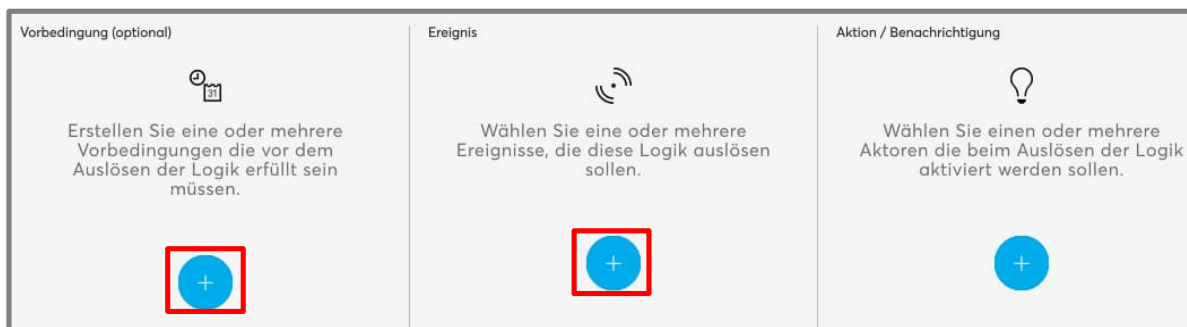 Vorbedingung (optional)
31
Erstellen Sie eine oder mehrere
Vorbedingungen die vor dem
Auslösen der Logik erfüllt sein
müssen.
+
Ereignis
Wählen Sie eine oder mehrere
Ereignisse, die diese Logik auslösen
sollen.
+
Aktion / Benachrichtigung
Wählen Sie einen oder mehrere
Aktoren die beim Auslösen der Logik
aktiviert werden sollen.
+